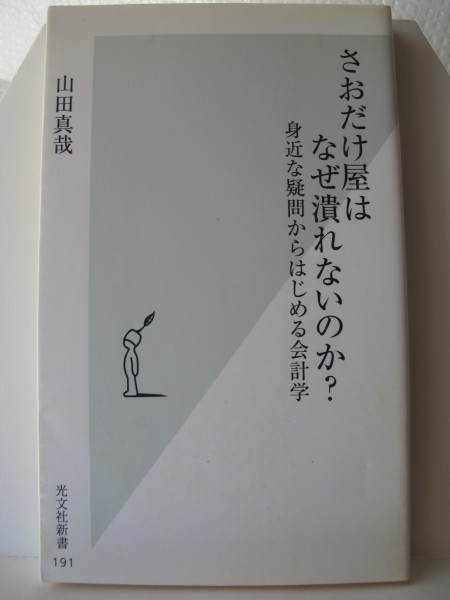 さおだけ屋は
なぜ潰れないのか?
身近な疑問からはじめる会計学
山田真哉
光文社新書
191